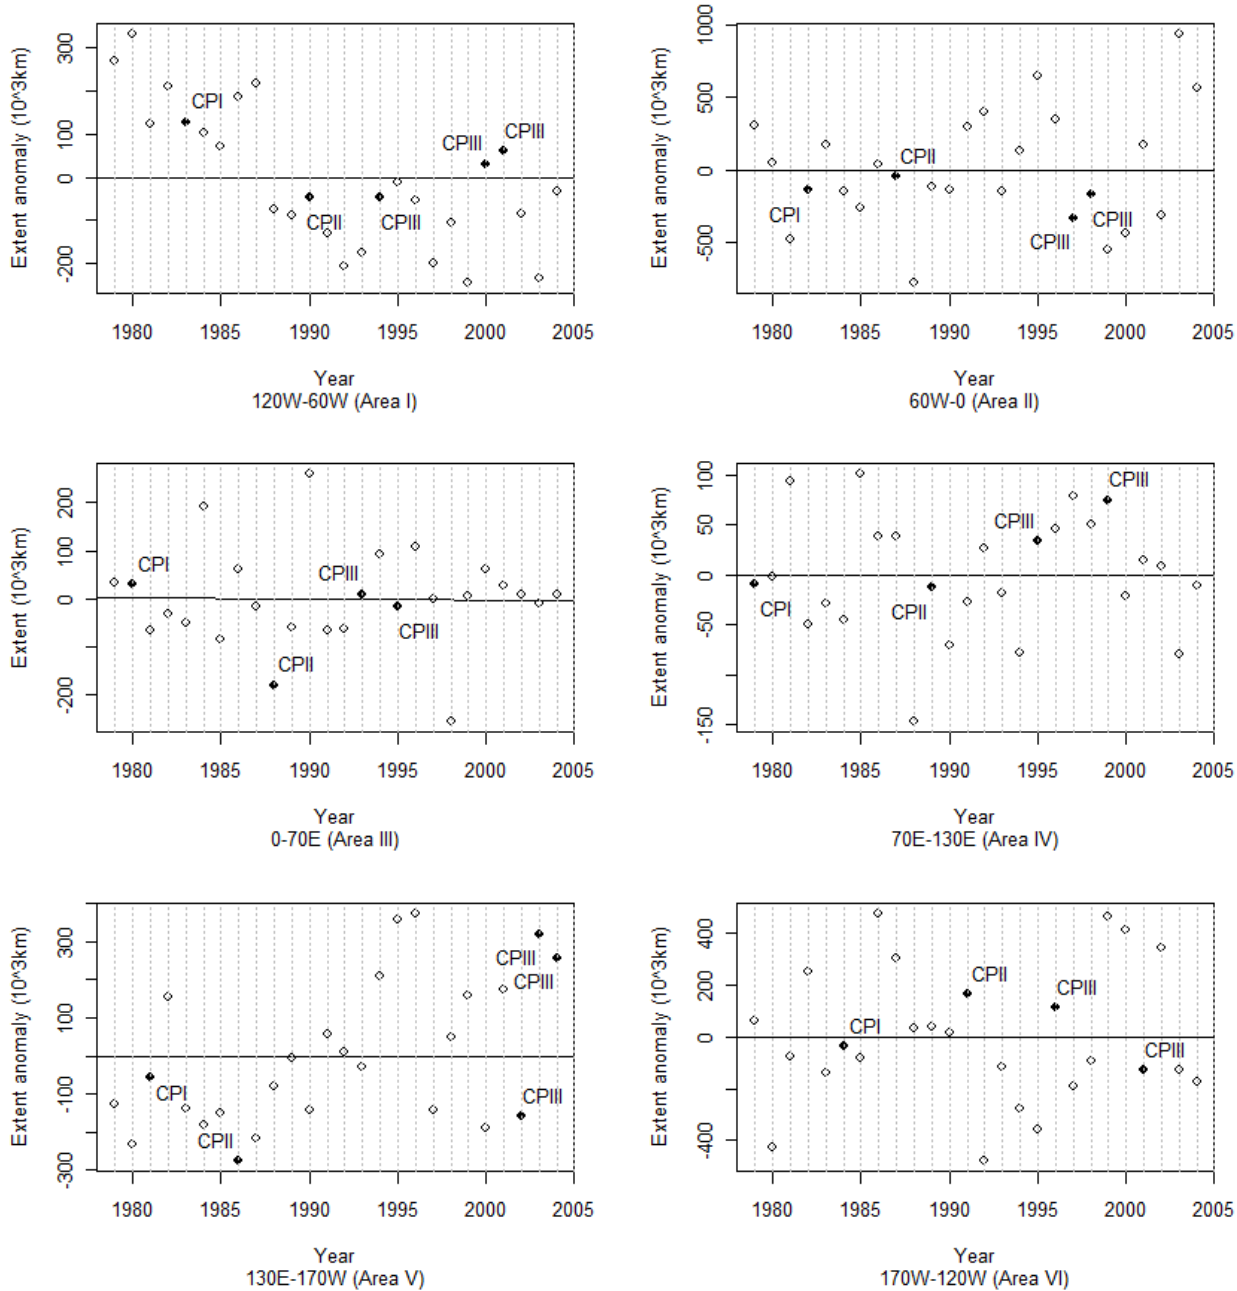 Extent anomaly (10^3km)
300
100
0
-200
CPI
CPII
CPIII
CPIII
CPIII
1980 1985 1990 1995 2000 2005
Year
120W-60W (Area I)
Extent anomaly (10^3km)
1000
500
0
-500
CPI
CPII
CPIII
CPIII
1980 1985 1990 1995 2000 2005
Year
60W-0 (Area II)
Extent (10^3km)
200
100
0
-200
CPI
CPII
CPIII
CPIII
1980 1985 1990 1995 2000 2005
Year
0-70E (Area III)
Extent anomaly (10^3km)
100
50
0
-50
-150
CPI
CPII
CPIII
CPIII
1980 1985 1990 1995 2000 2005
Year
70E-130E (Area IV)
Extent anomaly (10^3km)
300
100
-100
-300
CPI
CPII
CPIII
CPIII
CPIII
1980 1985 1990 1995 2000 2005
Year
130E-170W (Area V)
Extent anomaly (10^3km)
400
200
0
-400
CPI
CPII
CPIII
CPIII
1980 1985 1990 1995 2000 2005
Year
170W-120W (Area VI)